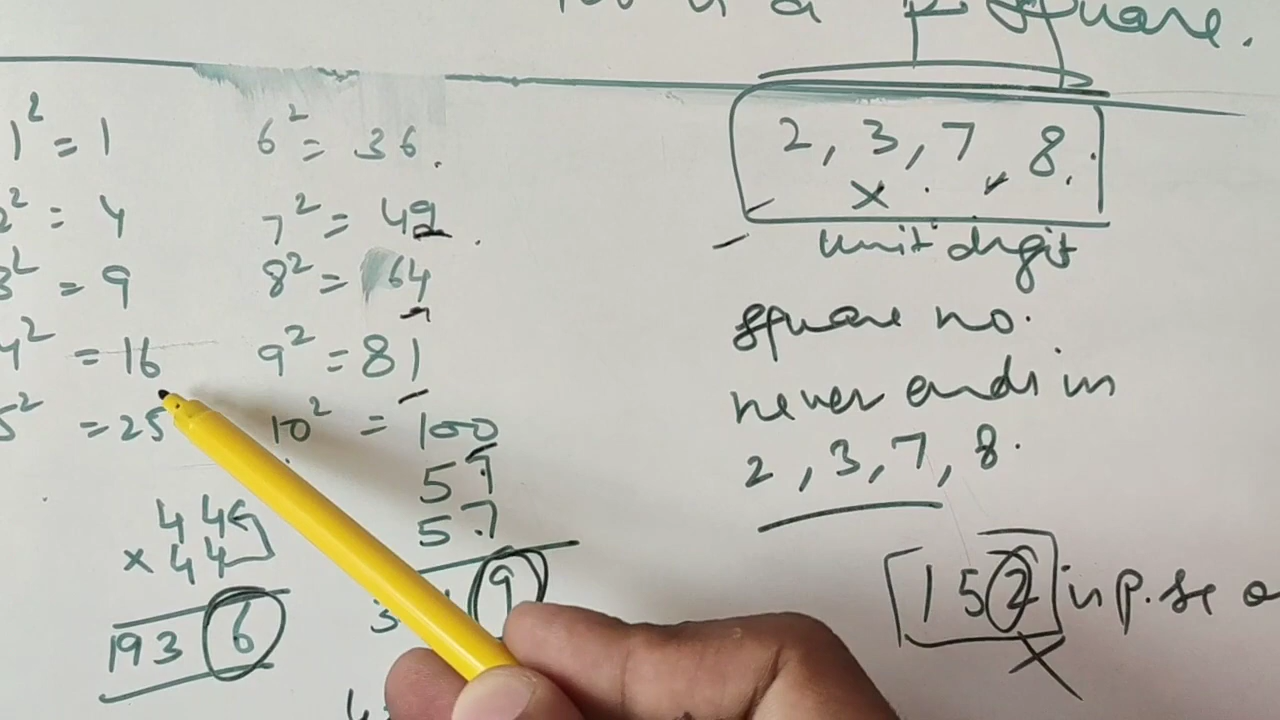 p square.
1² = 1
2² = 4
3² = 9
4² = 16
5² = 25
6² = 36.
7² = 49.
8² = 64
9² = 81
10² = 100
44
× 44
1936
57
57
3 9
2, 3, 7, 8.
×
unit digit
square no.
never ends in
2, 3, 7, 8.
152 is p.
×